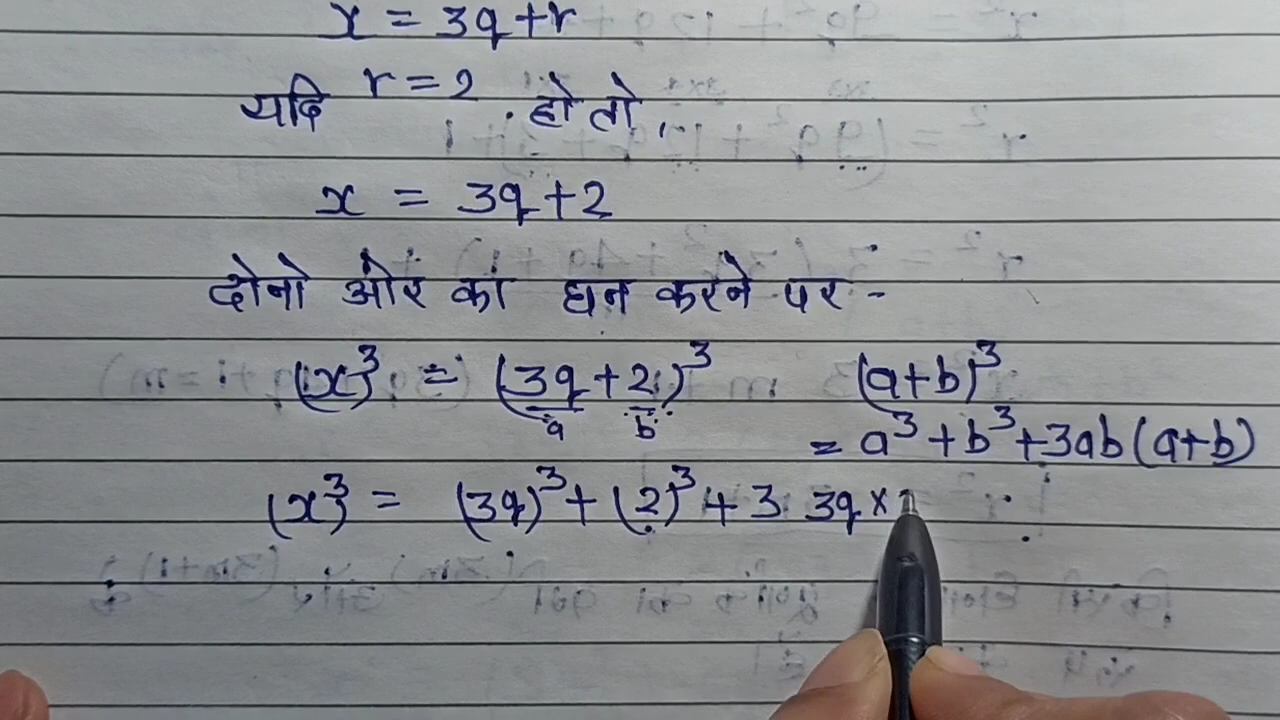 x = 3q + r
यदि r = 2 हो तो,
x = 3q + 2
दोनो ओर का घन करने पर -
(x)³ = (3q + 2)³ (a+b)³
a b = a³ + b³ + 3ab (a+b)
(x³) = (3q)³ + (2)³ + 3 3q ×